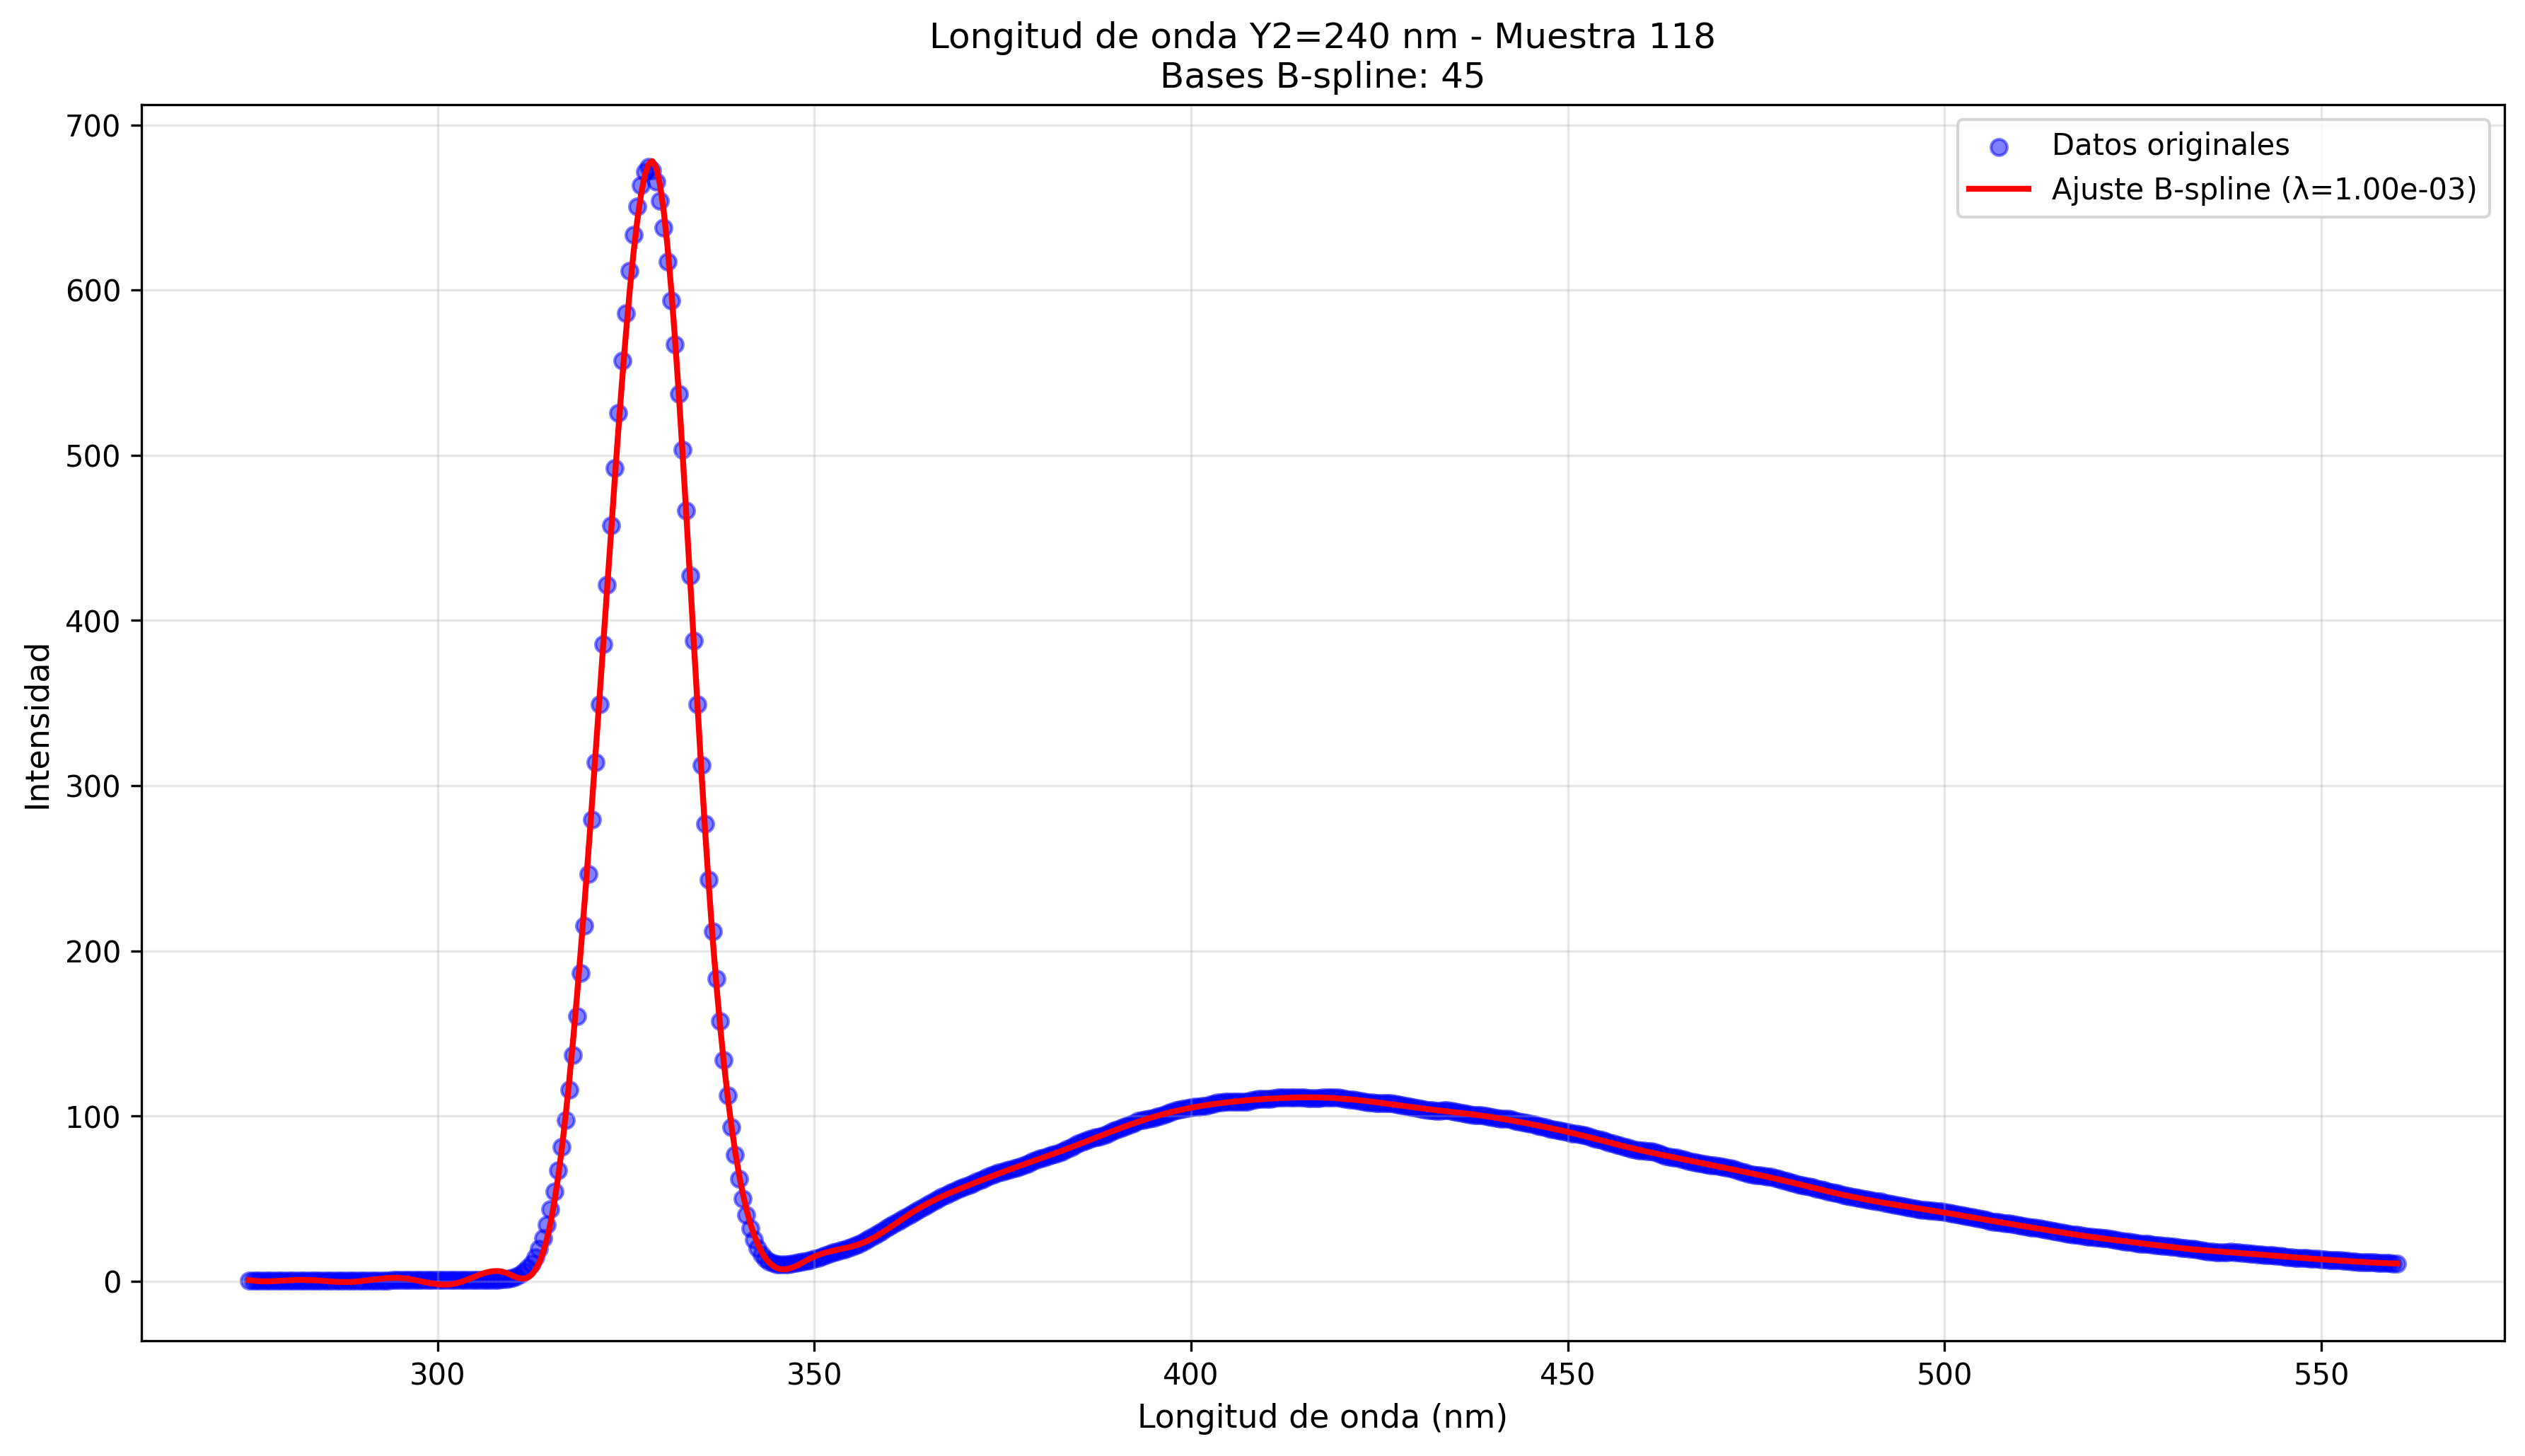 Longitud de onda Y2=240 nm - Muestra 118
Bases B-spline: 45
Datos originales
Ajuste B-spline (λ=1.00e-03)
Intensidad
700
600
500
400
300
200
100
0
300
350
400
450
500
550
Longitud de onda (nm)